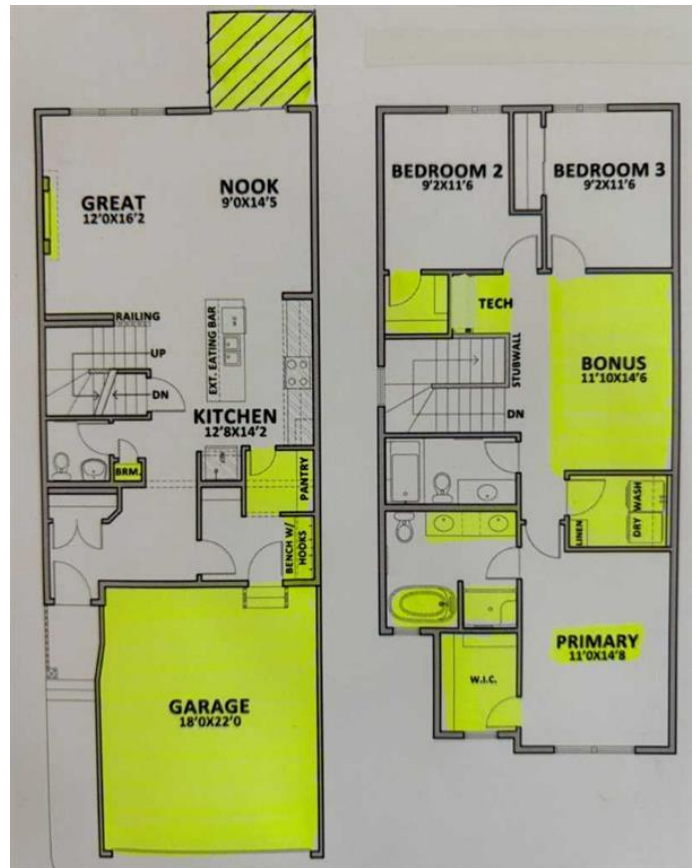 GREAT
12'0X16'2
NOOK
9'0X14'5
RAILING
UP
DN
EXT. EATING BAR
KITCHEN
12'8X14'2
BRM.
PANTRY
BENCH W/
HOOKS
GARAGE
18'0X22'0
BEDROOM 2
9'2X11'6
BEDROOM 3
9'2X11'6
TECH
STUBWALL
BONUS
11'10X14'6
DN
LINEN
DRY
WASH
PRIMARY
11'0X14'8
W.I.C.